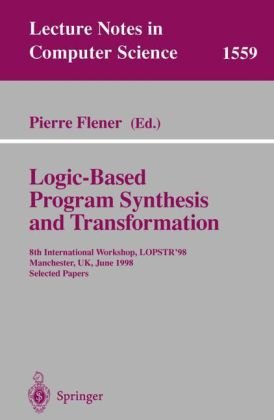 Lecture Notes in
Computer Science 1559
Pierre Flener (Ed.)
Logic-Based
Program Synthesis
and Transformation
8th International Workshop, LOPSTR'98
Manchester, UK, June 1998
Selected Papers
Springer